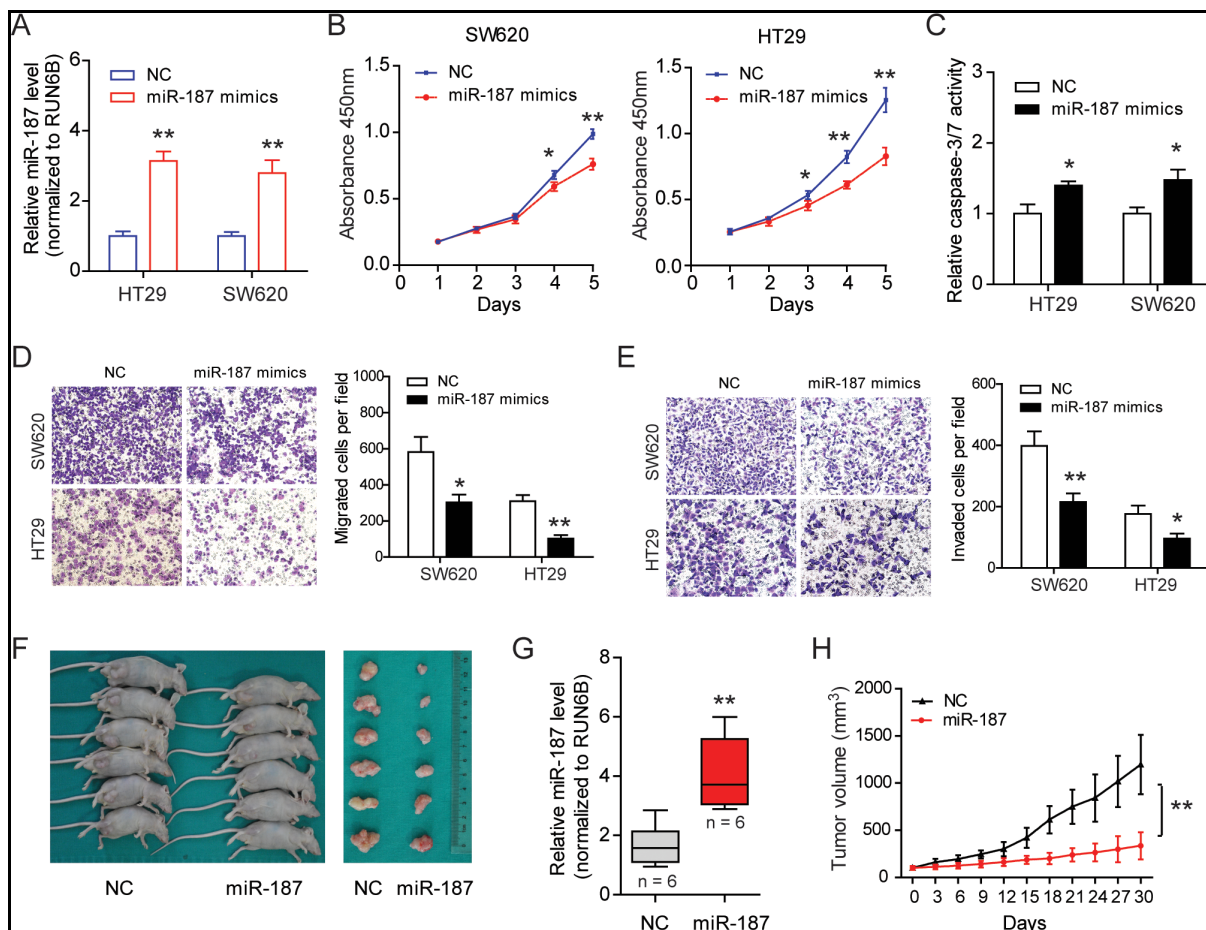 A
Relative miR-187 level
(normalized to RUN6B)
6
4
2
0
NC
miR-187 mimics
**
**
HT29
SW620
B
SW620
Absorbance 450nm
1.5
1.0
0.5
0.0
NC
miR-187 mimics
*
**
0 1 2 3 4 5
Days
HT29
Absorbance 450nm
1.5
1.0
0.5
0.0
NC
miR-187 mimics
*
**
**
0 1 2 3 4 5
Days
C
Relative caspase-3/7 activity
3
2
1
0
NC
miR-187 mimics
*
*
HT29
SW620
D
NC
miR-187 mimics
SW620
HT29
Migrated cells per field
1000
800
600
400
200
0
NC
miR-187 mimics
*
**
SW620
HT29
E
NC
miR-187 mimics
SW620
HT29
Invaded cells per field
600
400
200
0
NC
miR-187 mimics
**
*
SW620
HT29
F
NC
miR-187
NC
miR-187
G
Relative miR-187 level
(normalized to RUN6B)
8
6
4
2
0
**
n = 6
n = 6
NC
miR-187
H
Tumor volume (mm³)
2000
1500
1000
500
0
NC
miR-187
**
0 3 6 9 12 15 18 21 24 27 30
Days